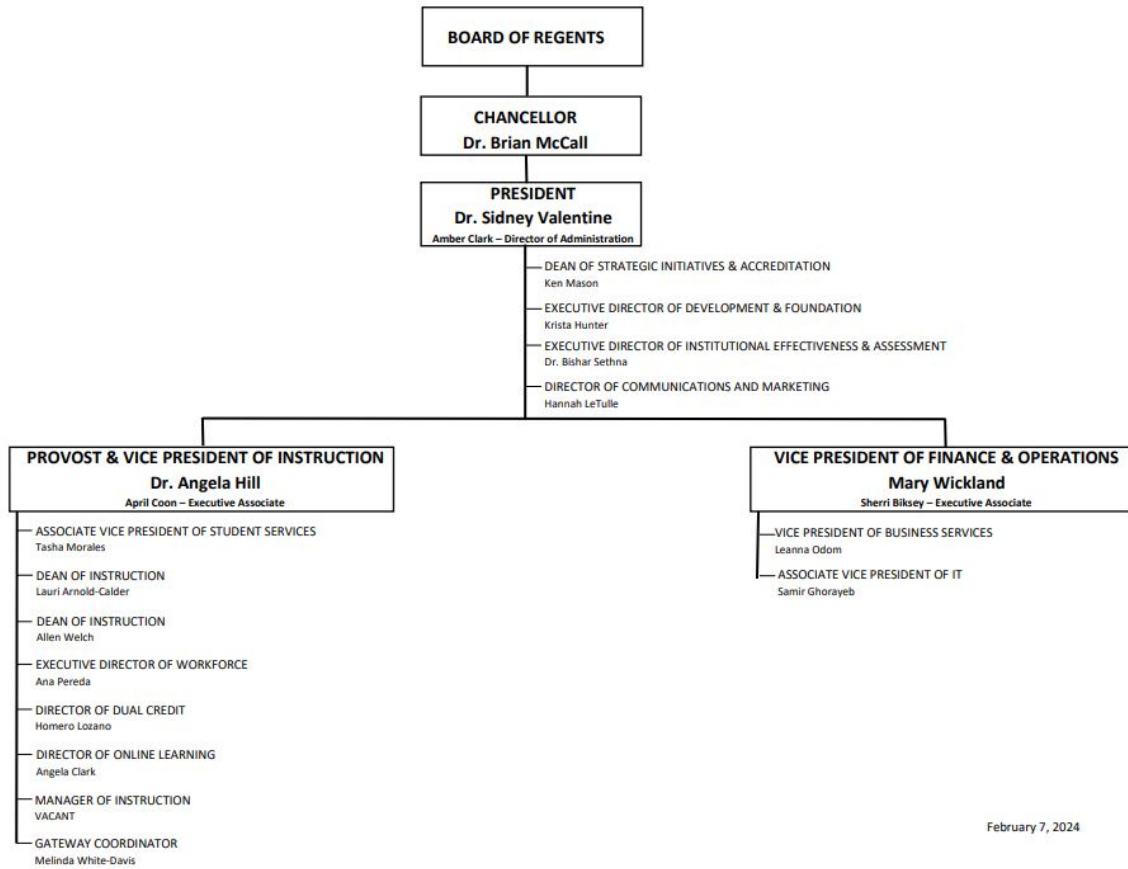 BOARD OF REGENTS
CHANCELLOR
Dr. Brian McCall
PRESIDENT
Dr. Sidney Valentine
Amber Clark – Director of Administration
DEAN OF STRATEGIC INITIATIVES & ACCREDITATION
Ken Mason
EXECUTIVE DIRECTOR OF DEVELOPMENT & FOUNDATION
Krista Hunter
EXECUTIVE DIRECTOR OF INSTITUTIONAL EFFECTIVENESS & ASSESSMENT
Dr. Bishar Sethna
DIRECTOR OF COMMUNICATIONS AND MARKETING
Hannah LeTulle
PROVOST & VICE PRESIDENT OF INSTRUCTION
Dr. Angela Hill
April Coon – Executive Associate
ASSOCIATE VICE PRESIDENT OF STUDENT SERVICES
Tasha Morales
DEAN OF INSTRUCTION
Lauri Arnold-Calder
DEAN OF INSTRUCTION
Allen Welch
EXECUTIVE DIRECTOR OF WORKFORCE
Ana Pereda
DIRECTOR OF DUAL CREDIT
Homero Lozano
DIRECTOR OF ONLINE LEARNING
Angela Clark
MANAGER OF INSTRUCTION
VACANT
GATEWAY COORDINATOR
Melinda White-Davis
VICE PRESIDENT OF FINANCE & OPERATIONS
Mary Wickland
Sherri Biksey – Executive Associate
VICE PRESIDENT OF BUSINESS SERVICES
Leanna Odom
ASSOCIATE VICE PRESIDENT OF IT
Samir Ghorayeb
February 7, 2024